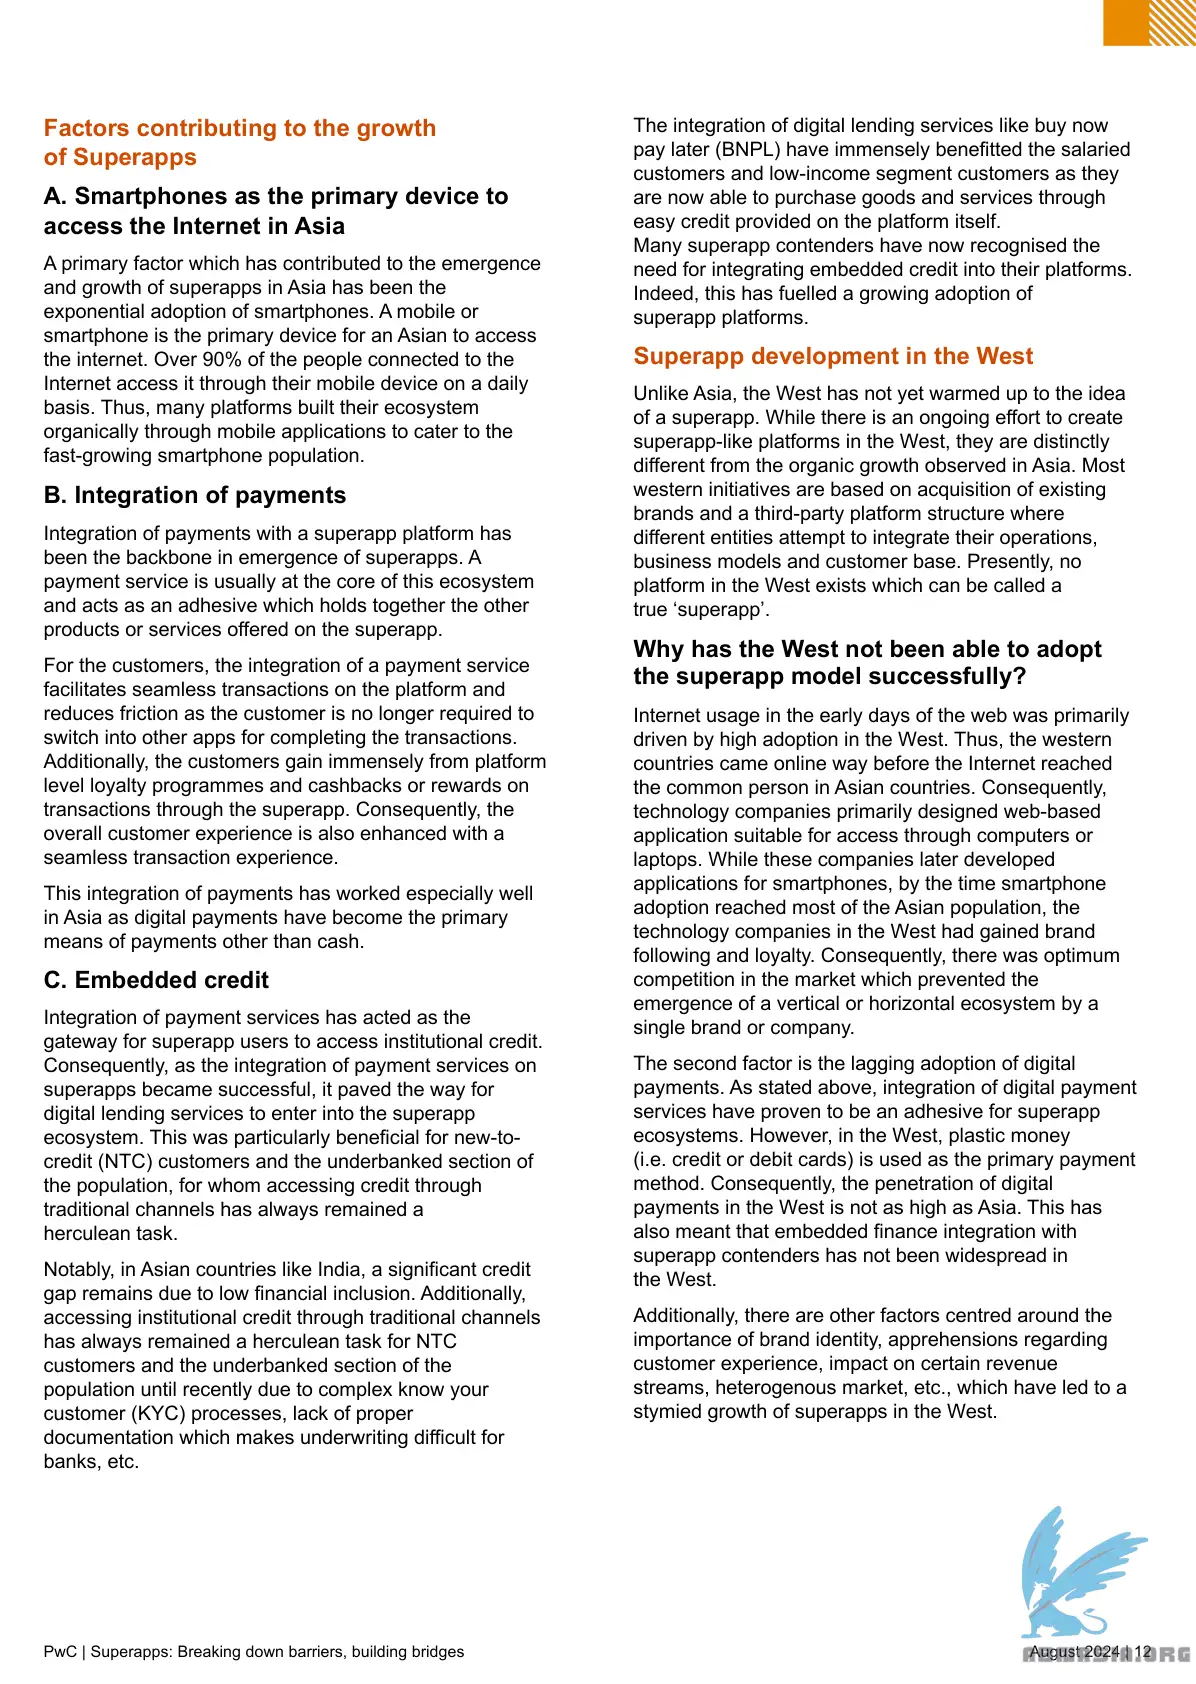 Factors contributing to the growth
of Superapps
A. Smartphones as the primary device to
access the Internet in Asia
A primary factor which has contributed to the emergence
and growth of superapps in Asia has been the
exponential adoption of smartphones. A mobile or
smartphone is the primary device for an Asian to access
the internet. Over 90% of the people connected to the
Internet access it through their mobile device on a daily
basis. Thus, many platforms built their ecosystem
organically through mobile applications to cater to the
fast-growing smartphone population.
B. Integration of payments
Integration of payments with a superapp platform has
been the backbone in emergence of superapps. A
payment service is usually at the core of this ecosystem
and acts as an adhesive which holds together the other
products or services offered on the superapp.
For the customers, the integration of a payment service
facilitates seamless transactions on the platform and
reduces friction as the customer is no longer required to
switch into other apps for completing the transactions.
Additionally, the customers gain immensely from platform
level loyalty programmes and cashbacks or rewards on
transactions through the superapp. Consequently, the
overall customer experience is also enhanced with a
seamless transaction experience.
This integration of payments has worked especially well
in Asia as digital payments have become the primary
means of payments other than cash.
C. Embedded credit
Integration of payment services has acted as the
gateway for superapp users to access institutional credit.
Consequently, as the integration of payment services on
superapps became successful, it paved the way for
digital lending services to enter into the superapp
ecosystem. This was particularly beneficial for new-to-
credit (NTC) customers and the underbanked section of
the population, for whom accessing credit through
traditional channels has always remained a
herculean task.
Notably, in Asian countries like India, a significant credit
gap remains due to low financial inclusion. Additionally,
accessing institutional credit through traditional channels
has always remained a herculean task for NTC
customers and the underbanked section of the
population until recently due to complex know your
customer (KYC) processes, lack of proper
documentation which makes underwriting difficult for
banks, etc.
The integration of digital lending services like buy now
pay later (BNPL) have immensely benefitted the salaried
customers and low-income segment customers as they
are now able to purchase goods and services through
easy credit provided on the platform itself.
Many superapp contenders have now recognised the
need for integrating embedded credit into their platforms.
Indeed, this has fuelled a growing adoption of
superapp platforms.
Superapp development in the West
Unlike Asia, the West has not yet warmed up to the idea
of a superapp. While there is an ongoing effort to create
superapp-like platforms in the West, they are distinctly
different from the organic growth observed in Asia. Most
western initiatives are based on acquisition of existing
brands and a third-party platform structure where
different entities attempt to integrate their operations,
business models and customer base. Presently, no
platform in the West exists which can be called a
true ‘superapp’.
Why has the West not been able to adopt
the superapp model successfully?
Internet usage in the early days of the web was primarily
driven by high adoption in the West. Thus, the western
countries came online way before the Internet reached
the common person in Asian countries. Consequently,
technology companies primarily designed web-based
application suitable for access through computers or
laptops. While these companies later developed
applications for smartphones, by the time smartphone
adoption reached most of the Asian population, the
technology companies in the West had gained brand
following and loyalty. Consequently, there was optimum
competition in the market which prevented the
emergence of a vertical or horizontal ecosystem by a
single brand or company.
The second factor is the lagging adoption of digital
payments. As stated above, integration of digital payment
services have proven to be an adhesive for superapp
ecosystems. However, in the West, plastic money
(i.e. credit or debit cards) is used as the primary payment
method. Consequently, the penetration of digital
payments in the West is not as high as Asia. This has
also meant that embedded finance integration with
superapp contenders has not been widespread in
the West.
Additionally, there are other factors centred around the
importance of brand identity, apprehensions regarding
customer experience, impact on certain revenue
streams, heterogenous market, etc., which have led to a
stymied growth of superapps in the West.
PwC | Superapps: Breaking down barriers, building bridges
August 2024 | 12